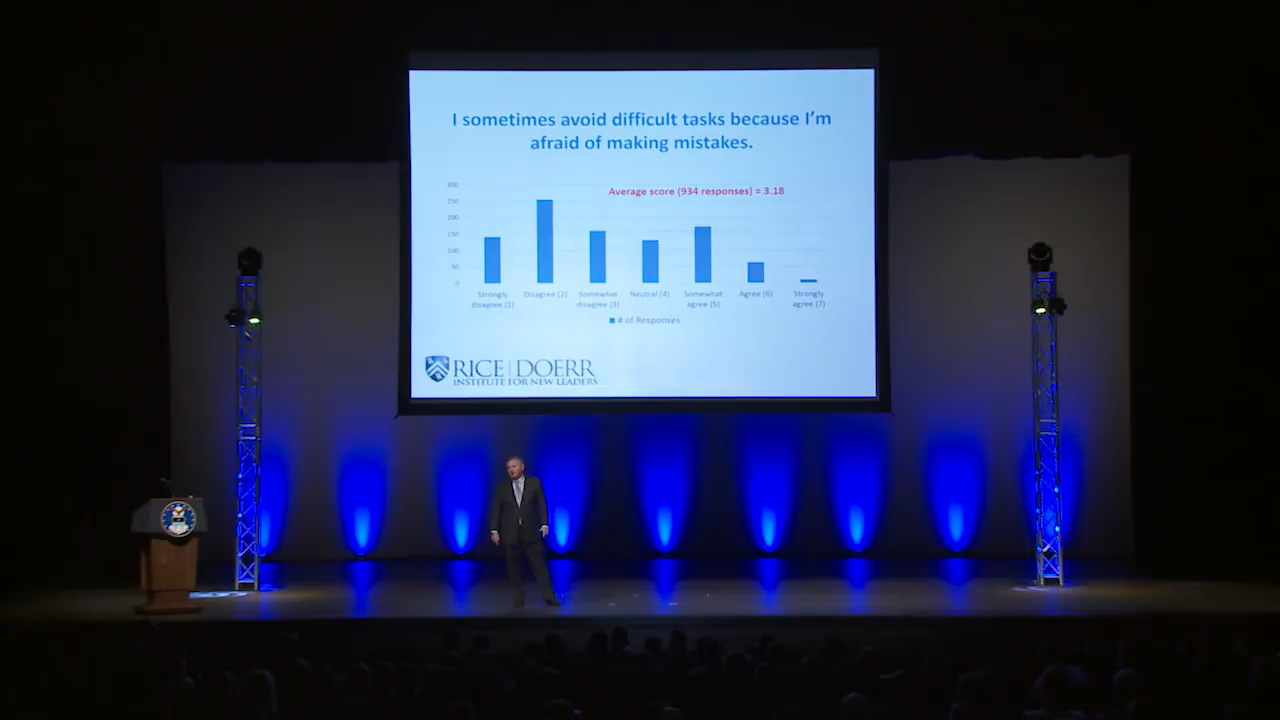 I sometimes avoid difficult tasks because I'm
afraid of making mistakes.
Average score (934 responses) = 3.18
300
250
200
150
100
50
0
Strongly disagree (1)
Disagree (2)
Somewhat disagree (3)
Neutral (4)
Somewhat agree (5)
Agree (6)
Strongly agree (7)
# of Responses
RICE | DOERR
INSTITUTE FOR NEW LEADERS